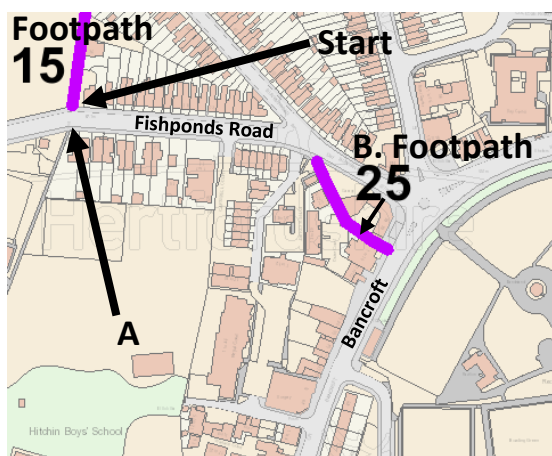 Footpath
15
Start
Fishponds Road
B. Footpath
25
Bancroft
A
Hitchin Boys' School